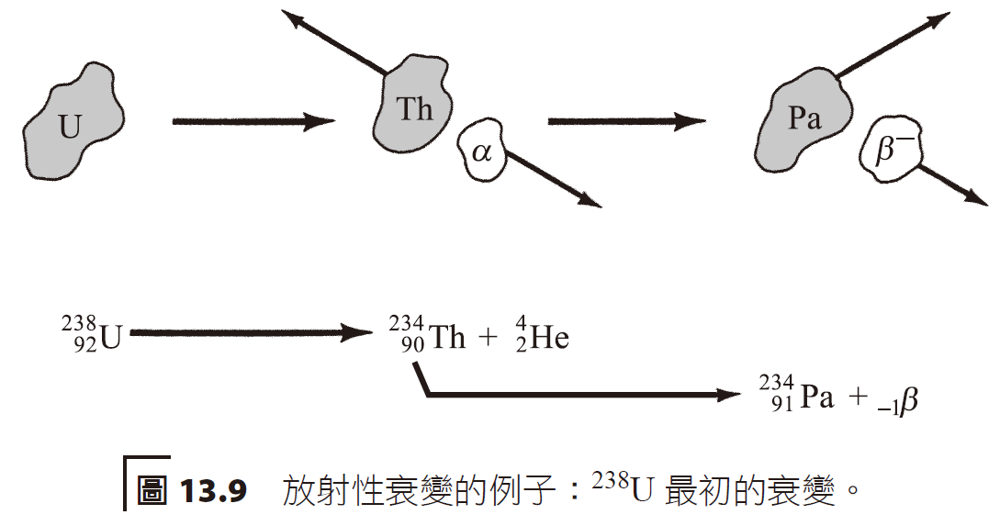 U Th α Pa β⁻
²³⁸₉₂U ²³⁴₉₀Th + ⁴₂He
²³⁴₉₁Pa + ₋₁β
圖 13.9 放射性衰變的例子：²³⁸U 最初的衰變。